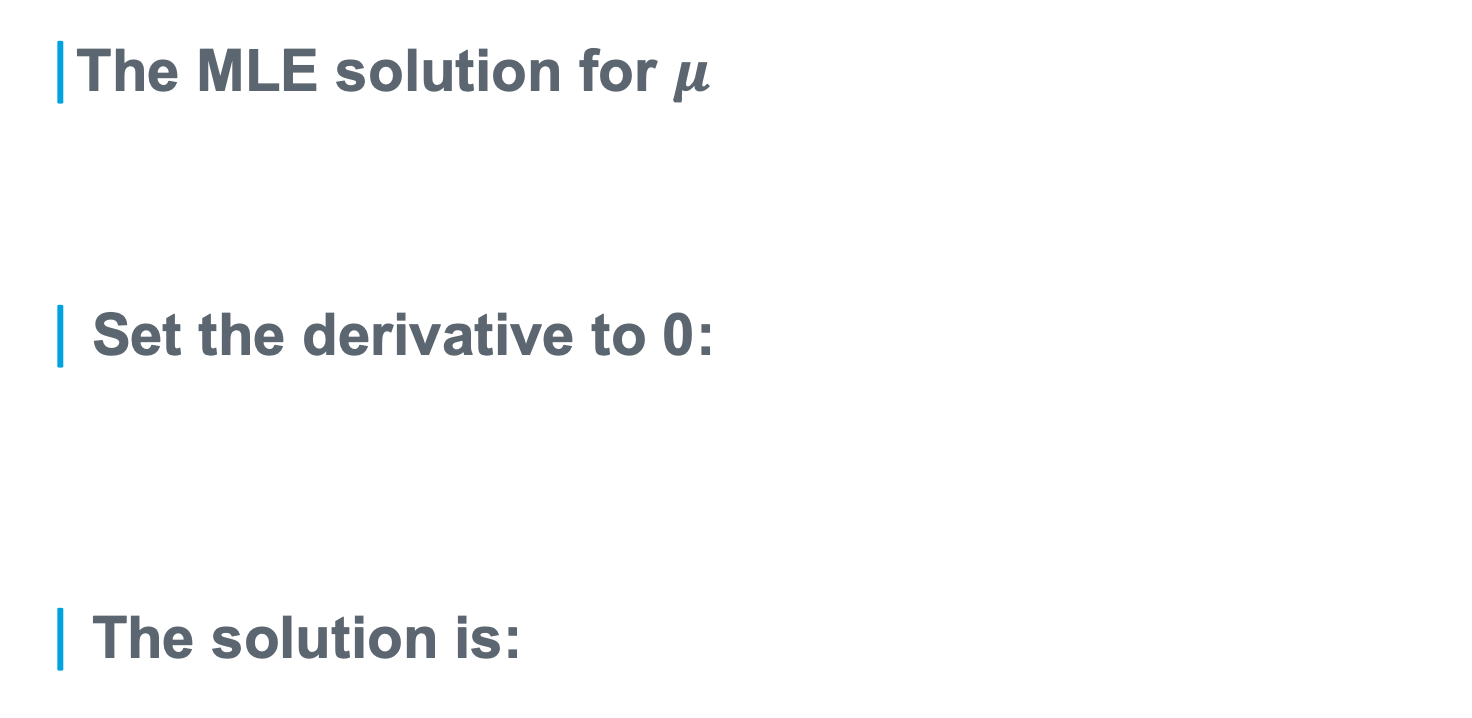 The MLE solution for μ
Set the derivative to 0:
The solution is: